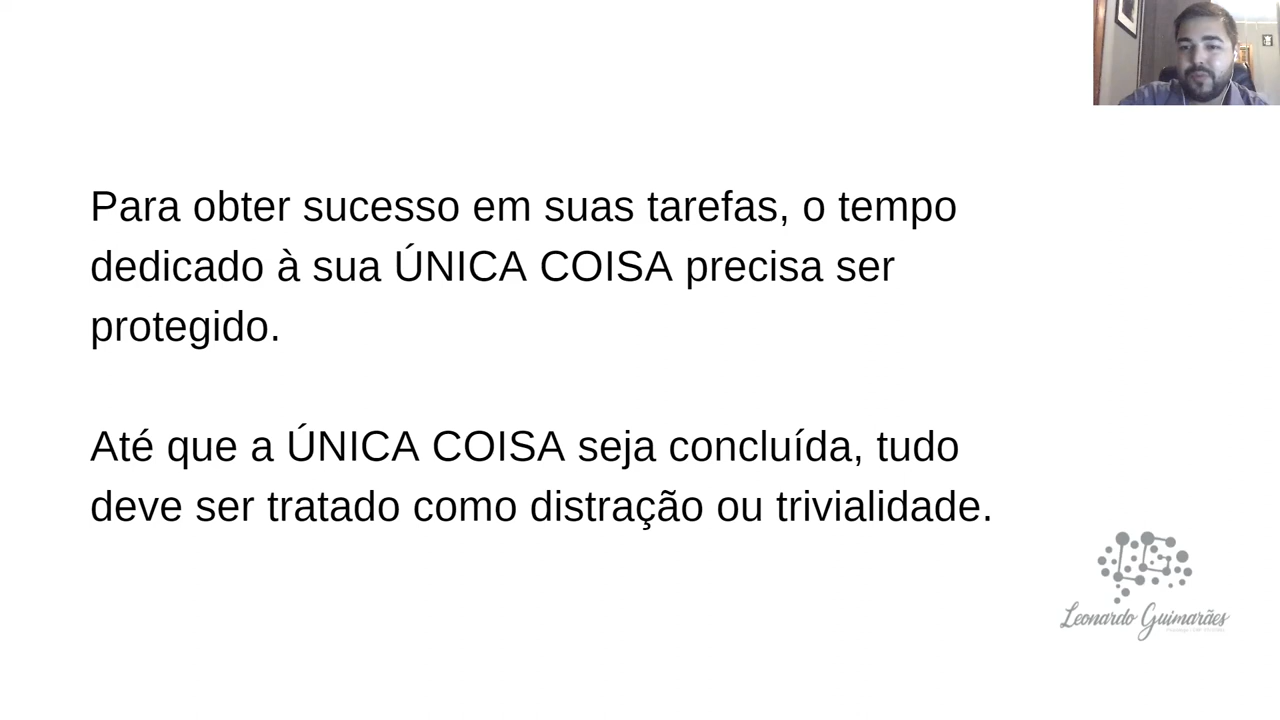 Para obter sucesso em suas tarefas, o tempo
dedicado à sua ÚNICA COISA precisa ser
protegido.
Até que a ÚNICA COISA seja concluída, tudo
deve ser tratado como distração ou trivialidade.
Leonardo Guimarães